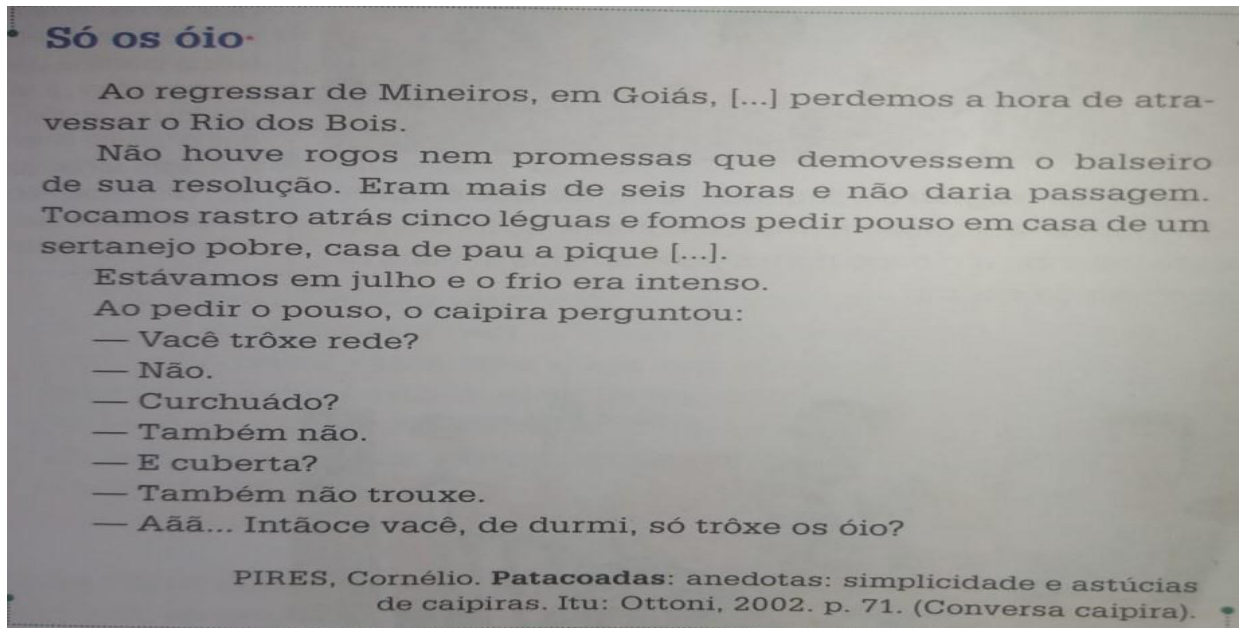 Só os óio
Ao regressar de Mineiros, em Goiás, [...] perdemos a hora de atra-
vessar o Rio dos Bois.
Não houve rogos nem promessas que demovessem o balseiro
de sua resolução. Eram mais de seis horas e não daria passagem.
Tocamos rastro atrás cinco léguas e fomos pedir pouso em casa de um
sertanejo pobre, casa de pau a pique [...].
Estávamos em julho e o frio era intenso.
Ao pedir o pouso, o caipira perguntou:
— Vacê trôxe rede?
— Não.
— Curchuádo?
— Também não.
— E cuberta?
— Também não trouxe.
— Aãã... Intãoce vacê, de durmi, só trôxe os óio?
PIRES, Cornélio. Patacoadas: anedotas: simplicidade e astúcias
de caipiras. Itu: Ottoni, 2002. p. 71. (Conversa caipira).